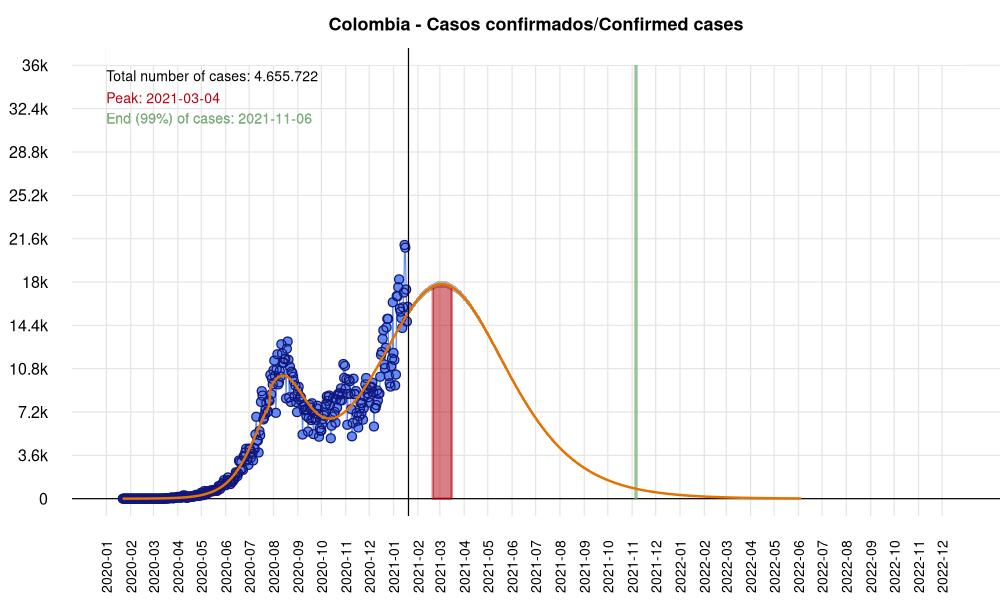 Colombia - Casos confirmados/Confirmed cases
Total number of cases: 4.655.722
Peak: 2021-03-04
End (99%) of cases: 2021-11-06
36k
32.4k
28.8k
25.2k
21.6k
18k
14.4k
10.8k
7.2k
3.6k
0
2020-01
2020-02
2020-03
2020-04
2020-05
2020-06
2020-07
2020-08
2020-09
2020-10
2020-11
2020-12
2021-01
2021-02
2021-03
2021-04
2021-05
2021-06
2021-07
2021-08
2021-09
2021-10
2021-11
2021-12
2022-01
2022-02
2022-03
2022-04
2022-05
2022-06
2022-07
2022-08
2022-09
2022-10
2022-11
2022-12